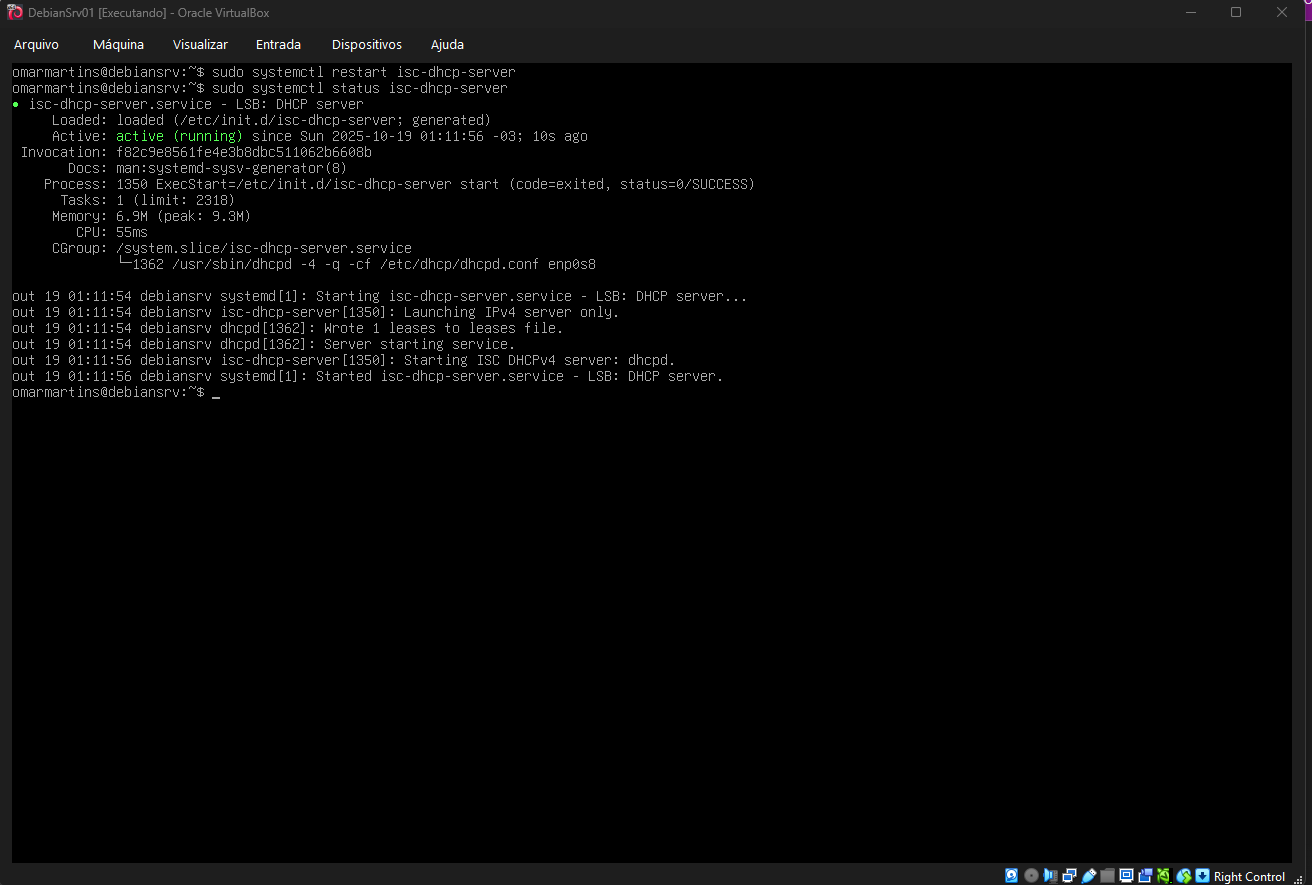 DebianSrv01 [Executando] - Oracle VirtualBox
Arquivo Máquina Visualizar Entrada Dispositivos Ajuda
omarmartins@debiansrv:~$ sudo systemctl restart isc-dhcp-server
omarmartins@debiansrv:~$ sudo systemctl status isc-dhcp-server
● isc-dhcp-server.service - LSB: DHCP server
Loaded: loaded (/etc/init.d/isc-dhcp-server; generated)
Active: active (running) since Sun 2025-10-19 01:11:56 -03; 10s ago
Invocation: f82c9e8561fe4e3b8dbc511062b6608b
Docs: man:systemd-sysv-generator(8)
Process: 1350 ExecStart=/etc/init.d/isc-dhcp-server start (code=exited, status=0/SUCCESS)
Tasks: 1 (limit: 2318)
Memory: 6.9M (peak: 9.3M)
CPU: 55ms
CGroup: /system.slice/isc-dhcp-server.service
└─1362 /usr/sbin/dhcpd -4 -q -cf /etc/dhcp/dhcpd.conf enp0s8
out 19 01:11:54 debiansrv systemd[1]: Starting isc-dhcp-server.service - LSB: DHCP server...
out 19 01:11:54 debiansrv isc-dhcp-server[1350]: Launching IPv4 server only.
out 19 01:11:54 debiansrv dhcpd[1362]: Wrote 1 leases to leases file.
out 19 01:11:54 debiansrv dhcpd[1362]: Server starting service.
out 19 01:11:56 debiansrv isc-dhcp-server[1350]: Starting ISC DHCPv4 server: dhcpd.
out 19 01:11:56 debiansrv systemd[1]: Started isc-dhcp-server.service - LSB: DHCP server.
omarmartins@debiansrv:~$ _
Right Control